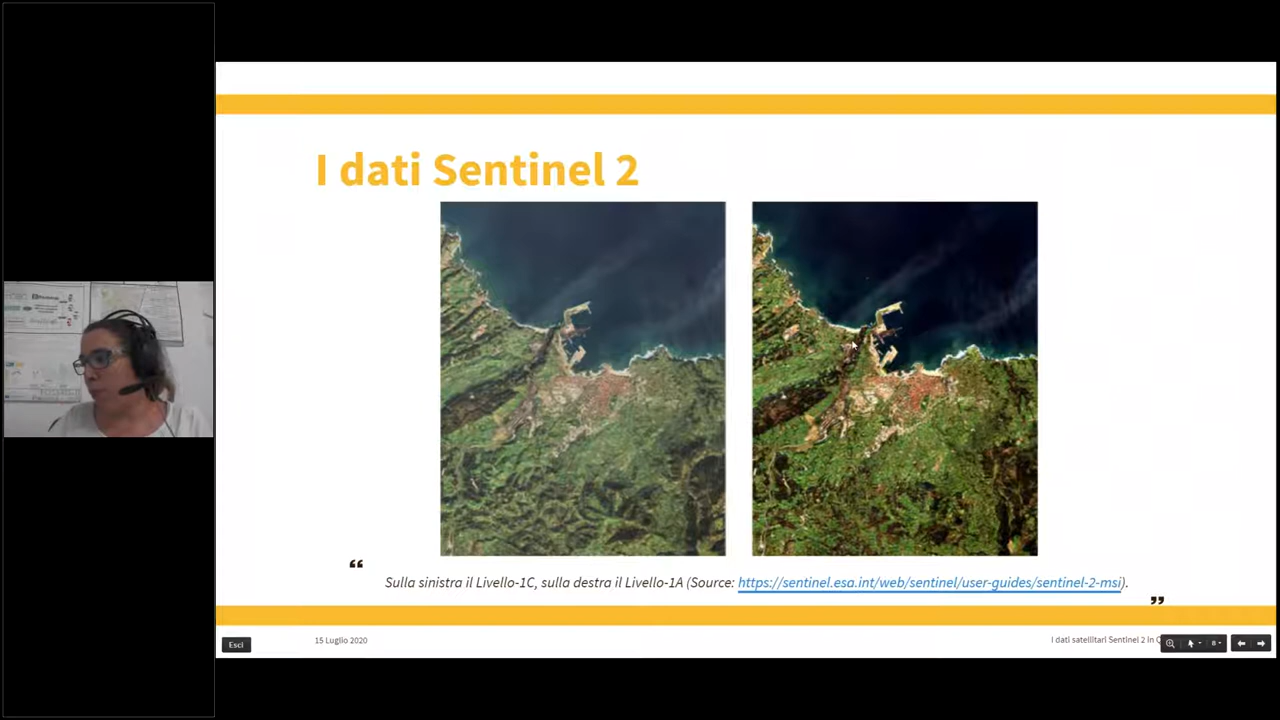 I dati Sentinel 2
“
Sulla sinistra il Livello-1C, sulla destra il Livello-1A (Source: https://sentinel.esa.int/web/sentinel/user-guides/sentinel-2-msi).
”
15 Luglio 2020
I dati satellitari Sentinel 2 in
Esci
8